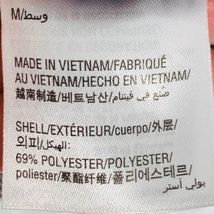 M/وسط
MADE IN VIETNAM/FABRIQUÉ
AU VIETNAM/HECHO EN VIETNAM/
越南制造/베트남산/صنع في فيتنام
SHELL/EXTÉRIEUR/cuerpo/外层/
외피/الهيكل:
69% POLYESTER/POLYESTER/
poliester/聚酯纤维/폴리에스테르/
بولي أستر